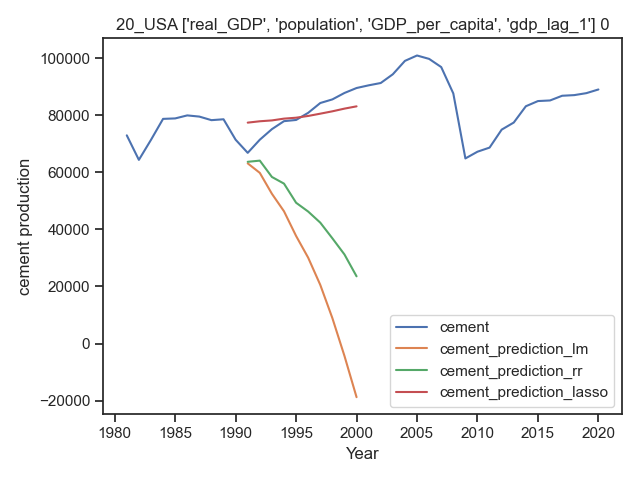 20_USA ['real_GDP', 'population', 'GDP_per_capita', 'gdp_lag_1'] 0
100000
80000
60000
40000
20000
0
−20000
cement production
1980 1985 1990 1995 2000 2005 2010 2015 2020
Year
cement
cement_prediction_lm
cement_prediction_rr
cement_prediction_lasso